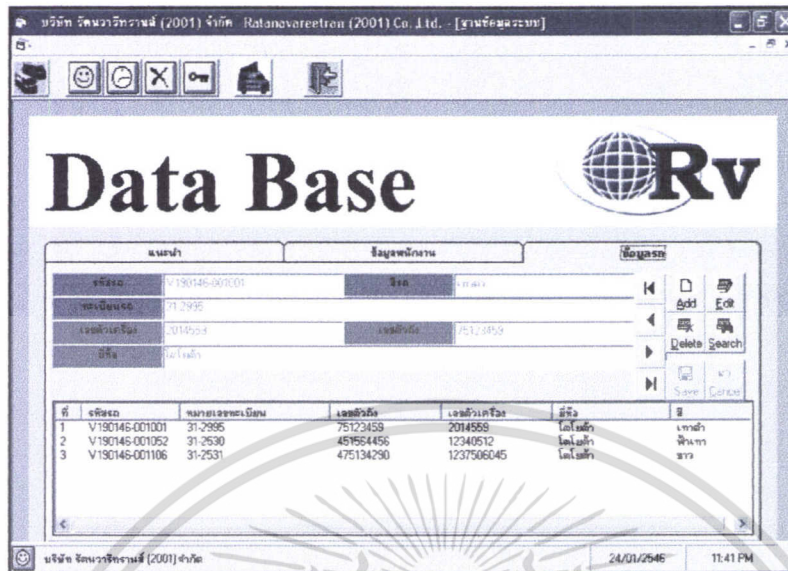 บริษัท รัตนวารีทรานส์ (2001) จำกัด Ratanavareetran (2001) Co.,Ltd. - [ฐานข้อมูลระบบ]
Data Base
Rv
แนะนำ ข้อมูลพนักงาน ข้อมูลรถ
รหัสรถ V190146-001001 สีรถ เทาดำ
ทะเบียนรถ 31-2995
เลขตัวเครื่อง 2014559 เลขตัวถัง 75123459
ยี่ห้อ โตโยต้า
Add Edit
Delete Search
Save Cancel
ที่ รหัสรถ หมายเลขทะเบียน เลขตัวถัง เลขตัวเครื่อง ยี่ห้อ สี
1 V190146-001001 31-2995 75123459 2014559 โตโยต้า เทาดำ
2 V190146-001052 31-2530 451564456 12340512 โตโยต้า ฟ้าเทา
3 V190146-001106 31-2531 475134290 1237506045 โตโยต้า ขาว
บริษัท รัตนวารีทรานส์ (2001) จำกัด 24/01/2546 11:41 PM